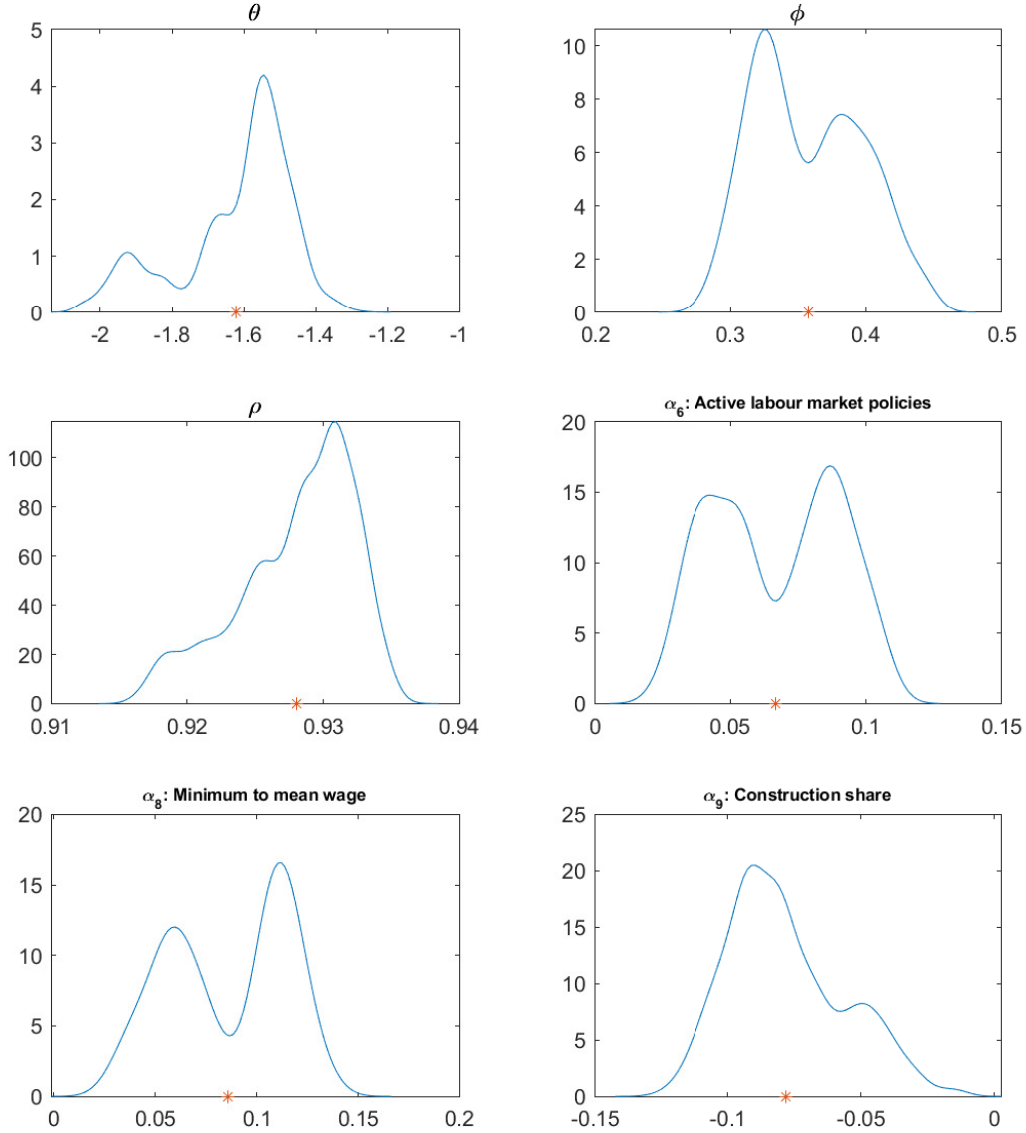 θ
ϕ
5
4
3
2
1
0
-2 -1.8 -1.6 -1.4 -1.2 -1
10
8
6
4
2
0
0.2 0.3 0.4 0.5
ρ
α6: Active labour market policies
100
80
60
40
20
0
0.91 0.92 0.93 0.94
20
15
10
5
0
0 0.05 0.1 0.15
α8: Minimum to mean wage
α9: Construction share
20
15
10
5
0
0 0.05 0.1 0.15 0.2
25
20
15
10
5
0
-0.15 -0.1 -0.05 0